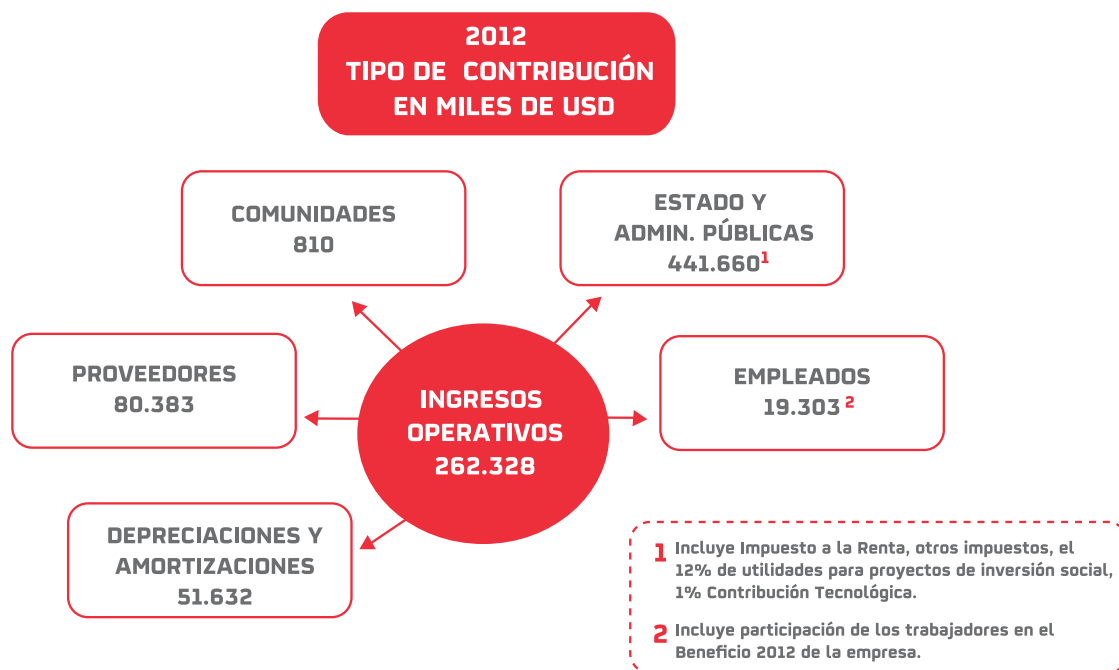 2012
TIPO DE CONTRIBUCIÓN
EN MILES DE USD
COMUNIDADES
810
ESTADO Y
ADMIN. PÚBLICAS
441.660¹
PROVEEDORES
80.383
INGRESOS
OPERATIVOS
262.328
EMPLEADOS
19.303 ²
DEPRECIACIONES Y
AMORTIZACIONES
51.632
1 Incluye Impuesto a la Renta, otros impuestos, el
12% de utilidades para proyectos de inversión social,
1% Contribución Tecnológica.
2 Incluye participación de los trabajadores en el
Beneficio 2012 de la empresa.